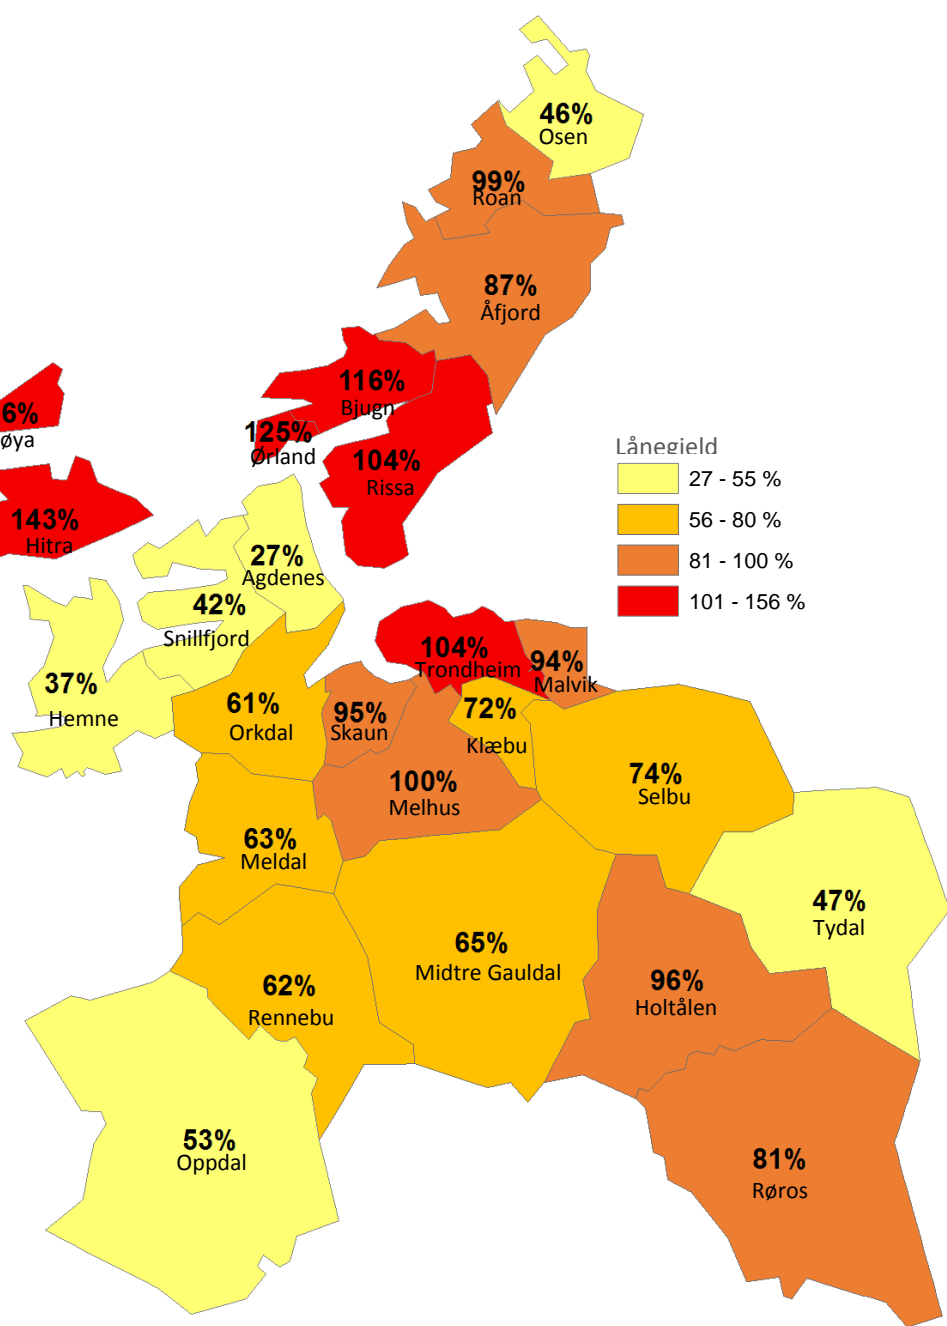 46%
Osen
99%
Roan
87%
Åfjord
116%
Bjugn
6%
øya
125%
Ørland
104%
Rissa
Lånegjeld
27 - 55 %
56 - 80 %
81 - 100 %
101 - 156 %
143%
Hitra
27%
Agdenes
42%
Snillfjord
37%
Hemne
104%
Trondheim
94%
Malvik
61%
Orkdal
95%
Skaun
72%
Klæbu
74%
Selbu
100%
Melhus
63%
Meldal
47%
Tydal
65%
Midtre Gauldal
62%
Rennebu
96%
Holtålen
53%
Oppdal
81%
Røros